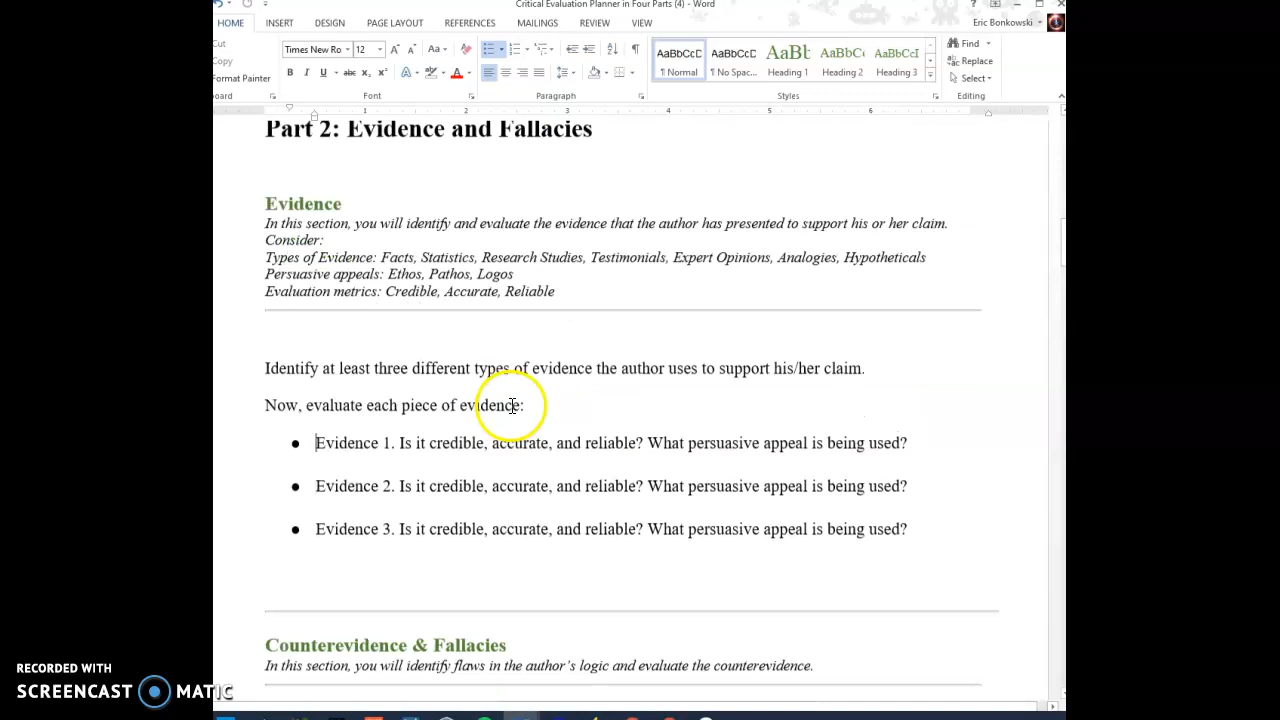 Critical Evaluation Planner in Four Parts (4) - Word
HOME INSERT DESIGN PAGE LAYOUT REFERENCES MAILINGS REVIEW VIEW
Eric Bonkowski
Cut
Copy
Format Painter
Times New Ro 12
AaBbCcD AaBbCcD AaBb AaBbC AaBbCcI
¶ Normal ¶ No Spac... Heading 1 Heading 2 Heading 3
Find
Replace
Select
Font Paragraph Styles Editing
1 2 3 4 5 6
Part 2: Evidence and Fallacies
Evidence
In this section, you will identify and evaluate the evidence that the author has presented to support his or her claim.
Consider:
Types of Evidence: Facts, Statistics, Research Studies, Testimonials, Expert Opinions, Analogies, Hypotheticals
Persuasive appeals: Ethos, Pathos, Logos
Evaluation metrics: Credible, Accurate, Reliable
Identify at least three different types of evidence the author uses to support his/her claim.
Now, evaluate each piece of evidence:
● Evidence 1. Is it credible, accurate, and reliable? What persuasive appeal is being used?
● Evidence 2. Is it credible, accurate, and reliable? What persuasive appeal is being used?
● Evidence 3. Is it credible, accurate, and reliable? What persuasive appeal is being used?
Counterevidence & Fallacies
In this section, you will identify flaws in the author's logic and evaluate the counterevidence.
RECORDED WITH
SCREENCAST MATIC